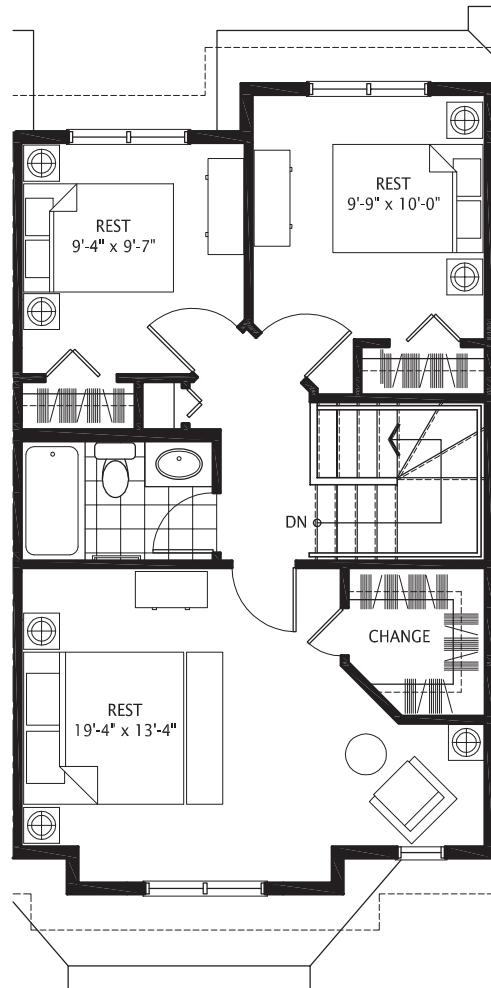 REST
9'-4" x 9'-7"
REST
9'-9" x 10'-0"
DN
CHANGE
REST
19'-4" x 13'-4"